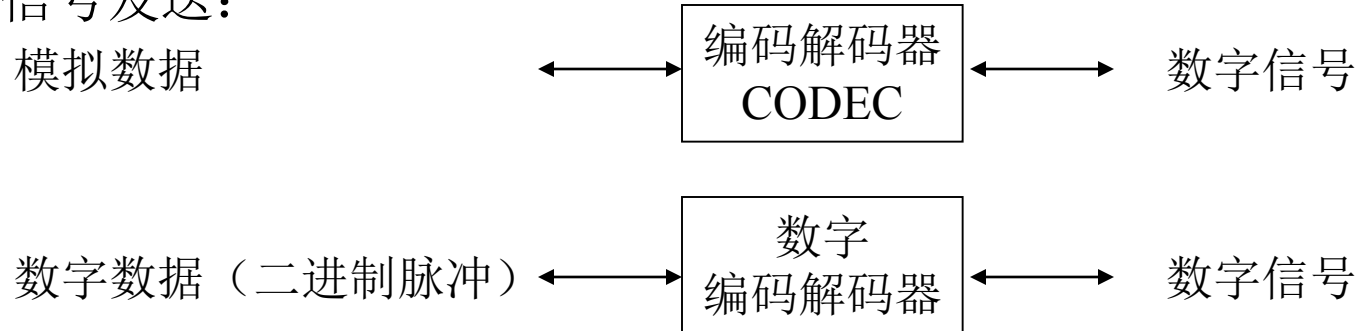 信号发送：
模拟数据
编码解码器
CODEC
数字信号
数字数据（二进制脉冲）
数字
编码解码器
数字信号